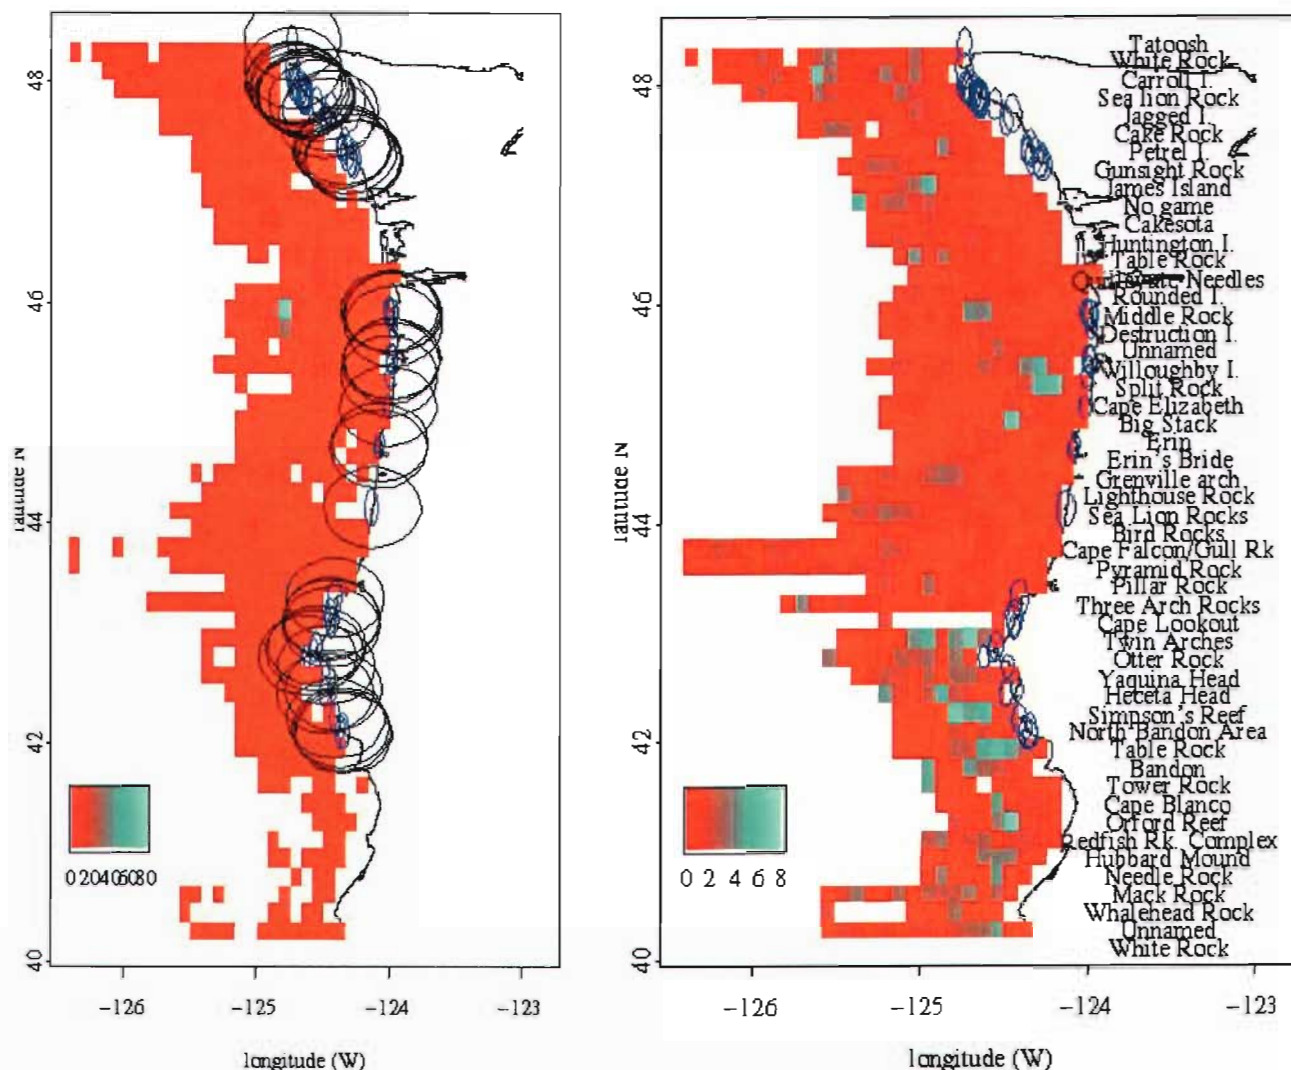 48
46
44
42
40
latitude N
0 20406080
-126
-125
-124
-123
longitude (W)
48
46
44
42
40
latitude N
0 2 4 6 8
-126
-125
-124
-123
longitude (W)
Tatoosh
White Rock
Carroll I.
Sea lion Rock
Jagged I.
Cake Rock
Petrel I.
Gunsight Rock
James Island
No game
Cakesota
Huntington I.
Table Rock
Needles
Rounded I.
Middle Rock
Destruction I.
Unnamed
Willoughby I.
Split Rock
Cape Elizabeth
Big Stack
Erin
Erin's Bride
Grenville arch
Lighthouse Rock
Sea Lion Rocks
Bird Rocks
Cape Falcon/Gull Rk
Pyramid Rock
Pillar Rock
Three Arch Rocks
Cape Lookout
Twin Arches
Otter Rock
Yaquina Head
Heceta Head
Simpson's Reef
North Bandon Area
Table Rock
Bandon
Tower Rock
Cape Blanco
Orford Reef
Redfish Rk. Complex
Hubbard Mound
Needle Rock
Mack Rock
Whalehead Rock
Unnamed
White Rock